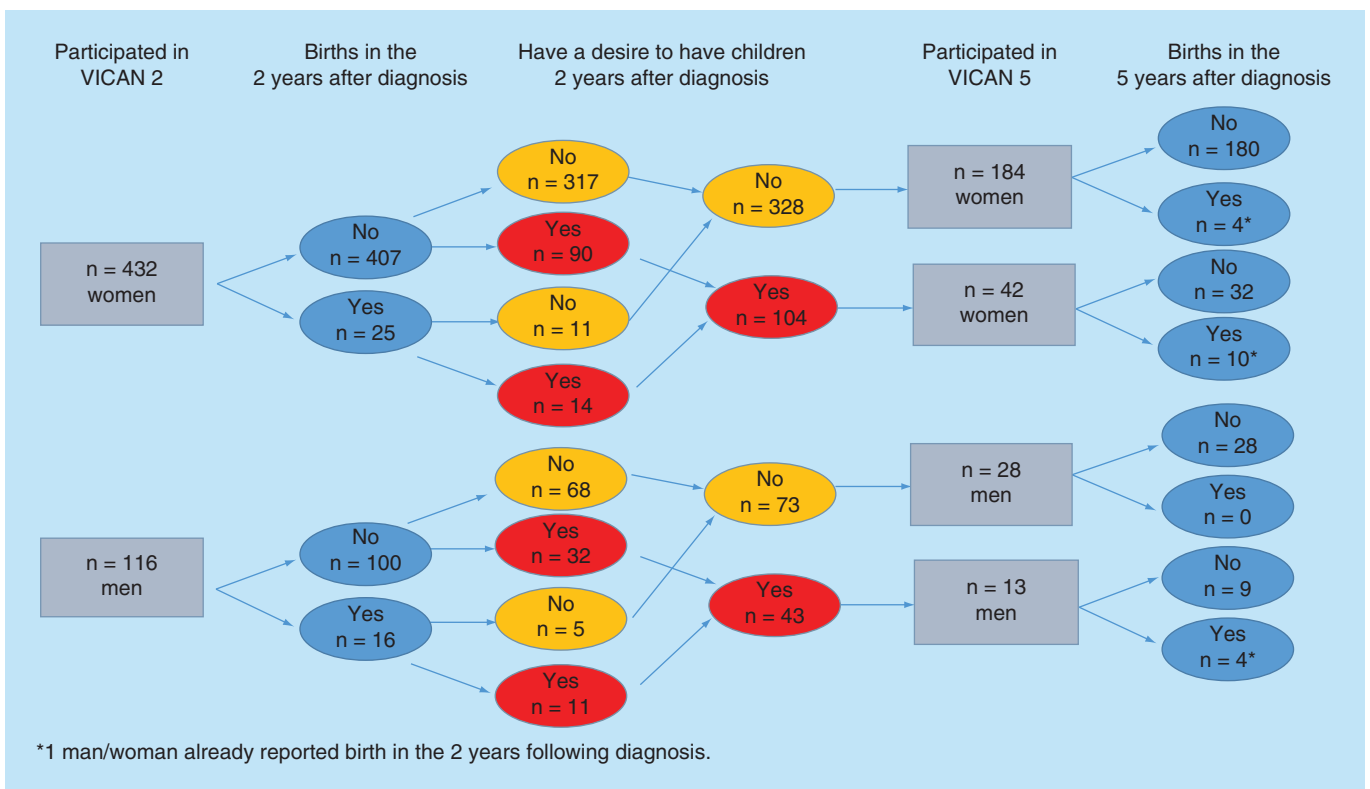 Participated in
VICAN 2
Births in the
2 years after diagnosis
Have a desire to have children
2 years after diagnosis
Participated in
VICAN 5
Births in the
5 years after diagnosis
n = 432
women
No
n = 407
Yes
n = 25
No
n = 317
Yes
n = 90
No
n = 11
Yes
n = 14
No
n = 328
Yes
n = 104
n = 184
women
n = 42
women
No
n = 180
Yes
n = 4*
No
n = 32
Yes
n = 10*
n = 116
men
No
n = 100
Yes
n = 16
No
n = 68
Yes
n = 32
No
n = 5
Yes
n = 11
No
n = 73
Yes
n = 43
n = 28
men
n = 13
men
No
n = 28
Yes
n = 0
No
n = 9
Yes
n = 4*
*1 man/woman already reported birth in the 2 years following diagnosis.